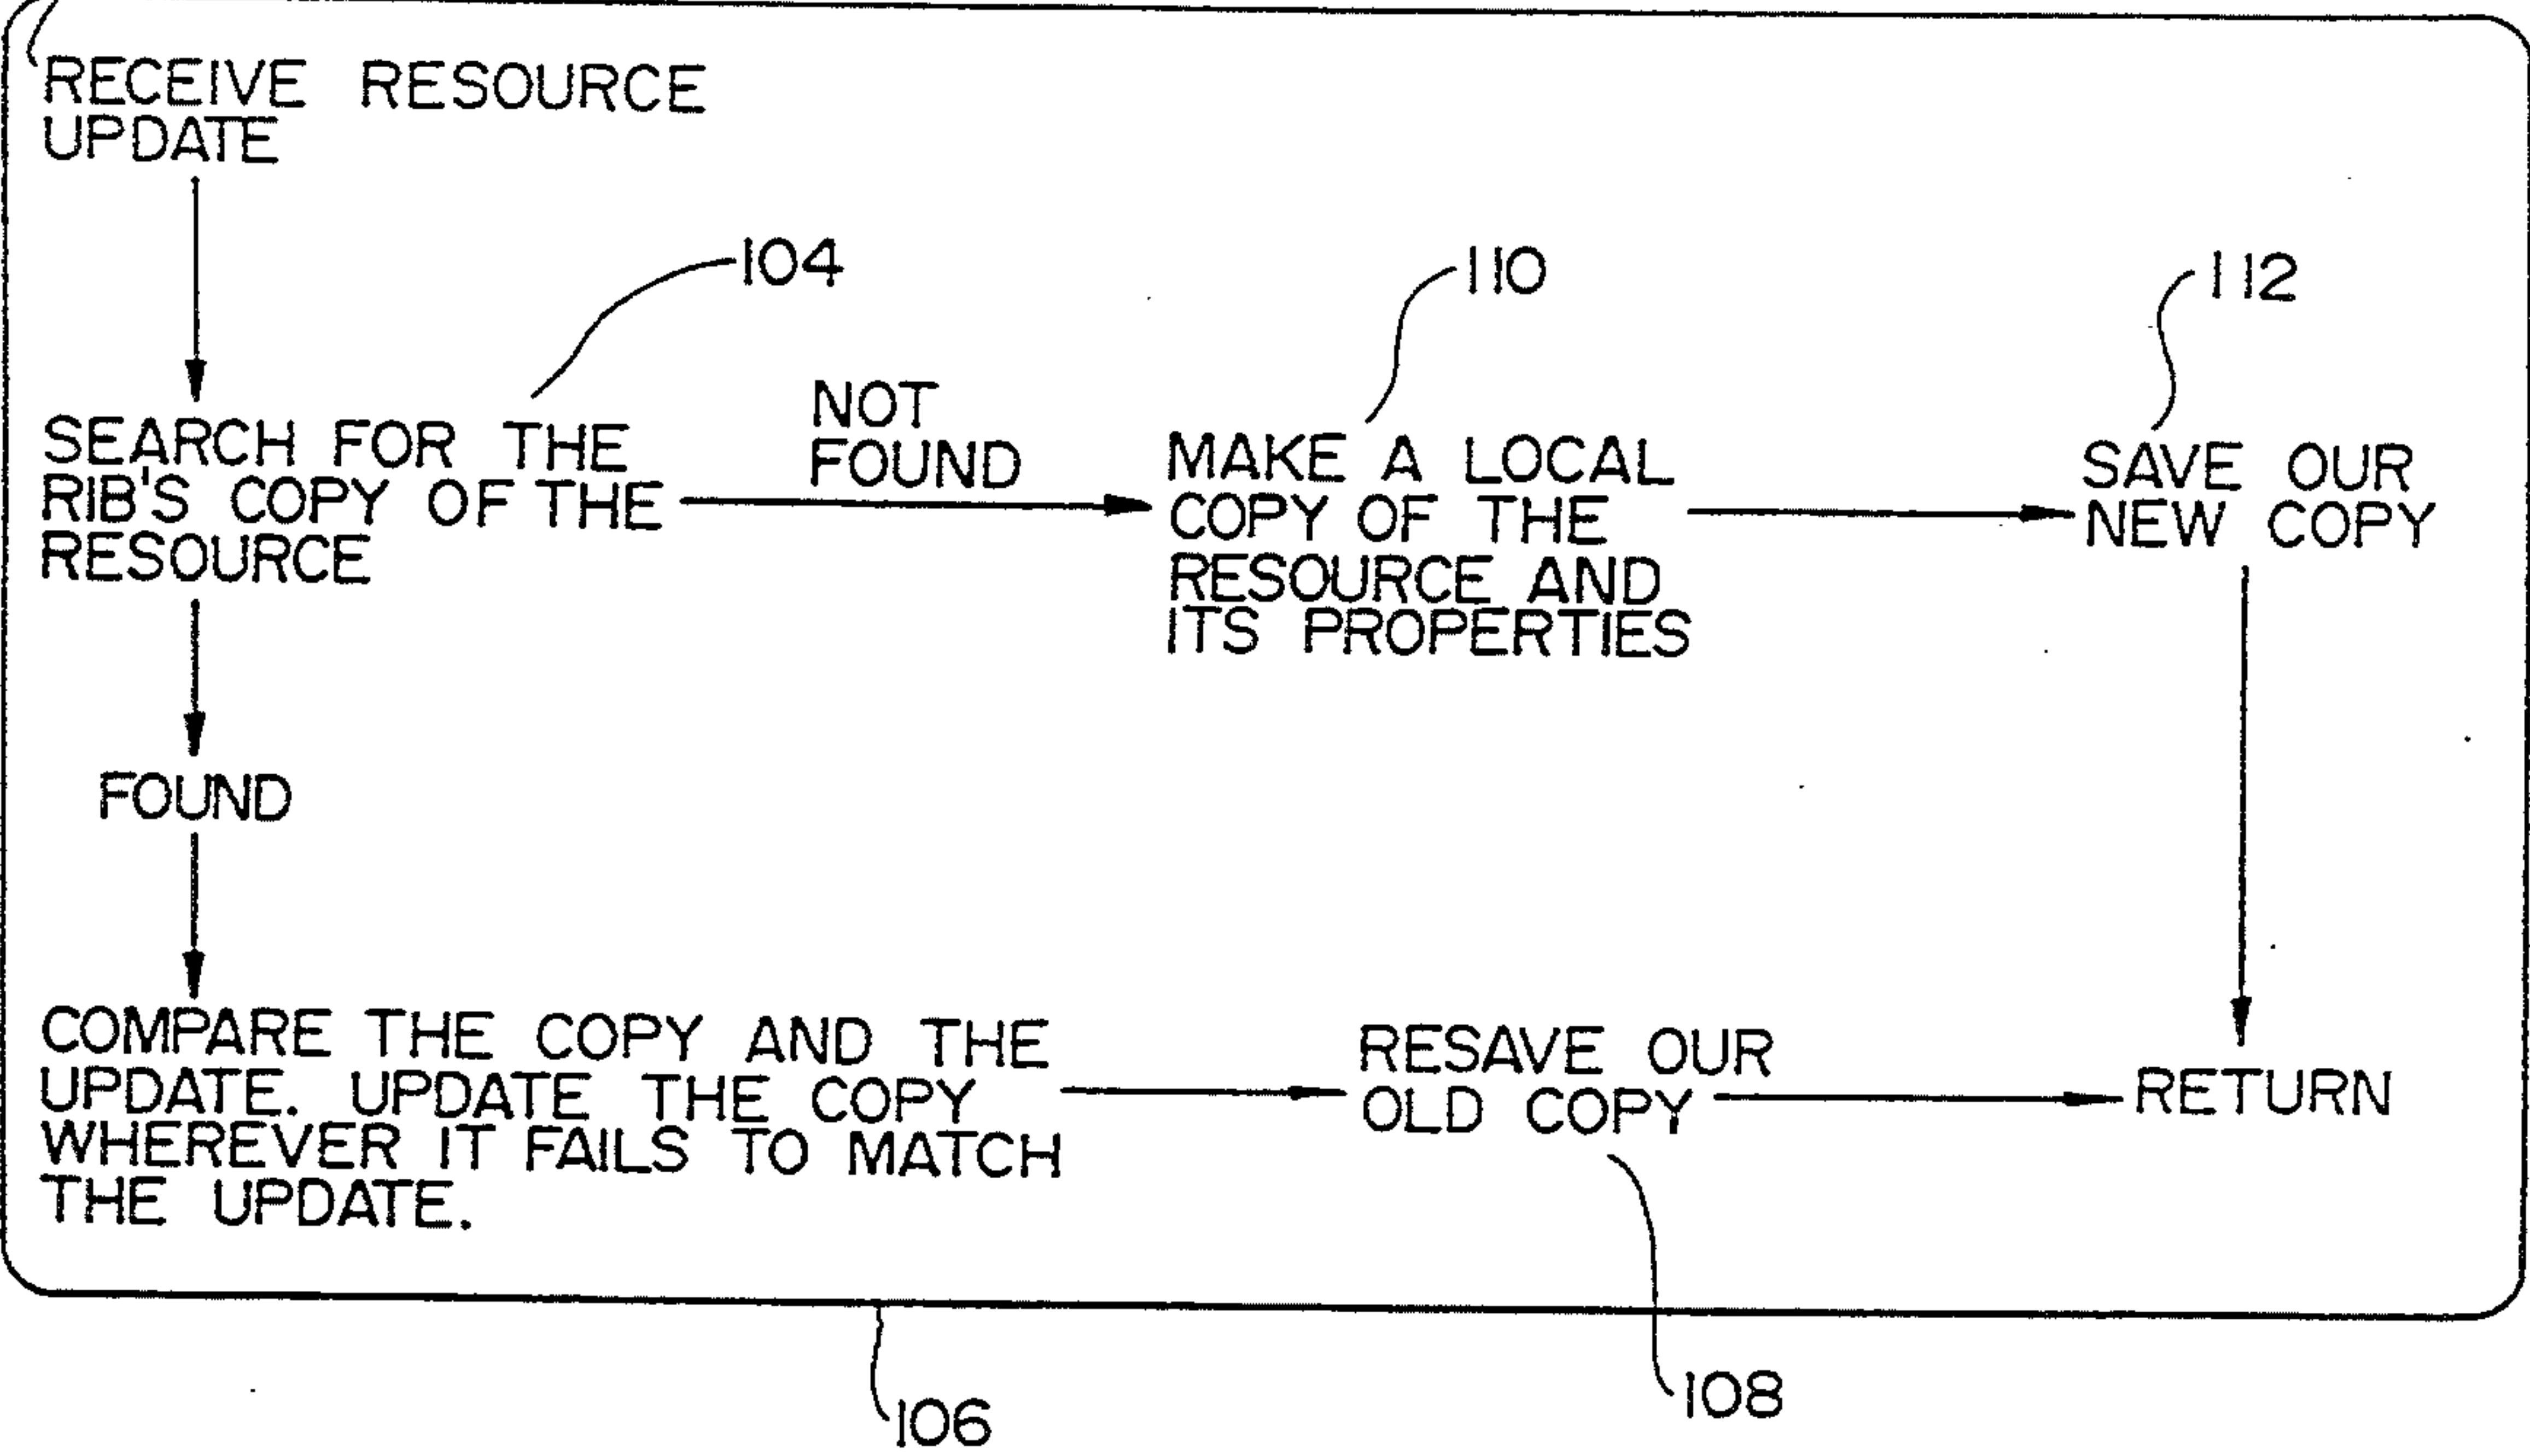 RECEIVE RESOURCE
UPDATE
104
110
112
SEARCH FOR THE
RIB'S COPY OF THE
RESOURCE
NOT
FOUND
MAKE A LOCAL
COPY OF THE
RESOURCE AND
ITS PROPERTIES
SAVE OUR
NEW COPY
FOUND
COMPARE THE COPY AND THE
UPDATE. UPDATE THE COPY
WHEREVER IT FAILS TO MATCH
THE UPDATE.
RESAVE OUR
OLD COPY
RETURN
106
108